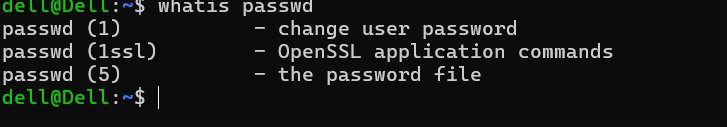 dell@Dell:~$ whatis passwd
passwd (1)           - change user password
passwd (1ssl)        - OpenSSL application commands
passwd (5)           - the password file
dell@Dell:~$